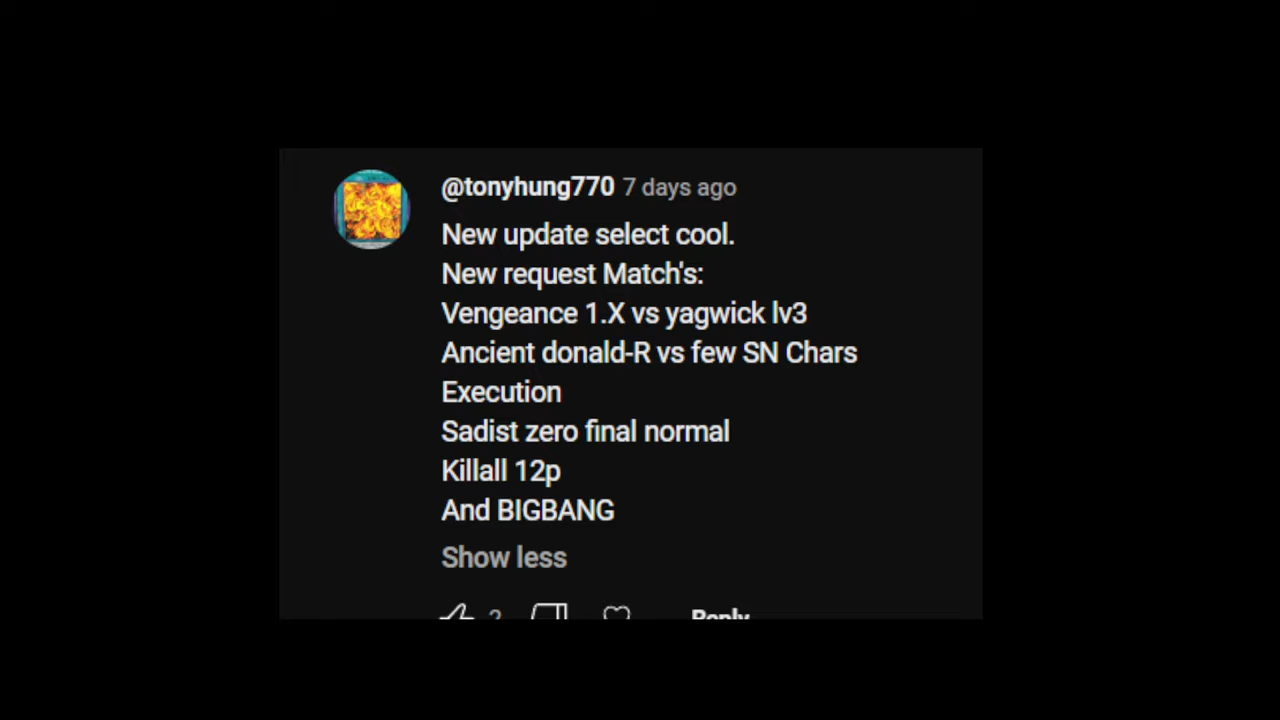 @tonyhung770 7 days ago
New update select cool.
New request Match's:
Vengeance 1.X vs yagwick lv3
Ancient donald-R vs few SN Chars
Execution
Sadist zero final normal
Killall 12p
And BIGBANG
Show less
2 Reply